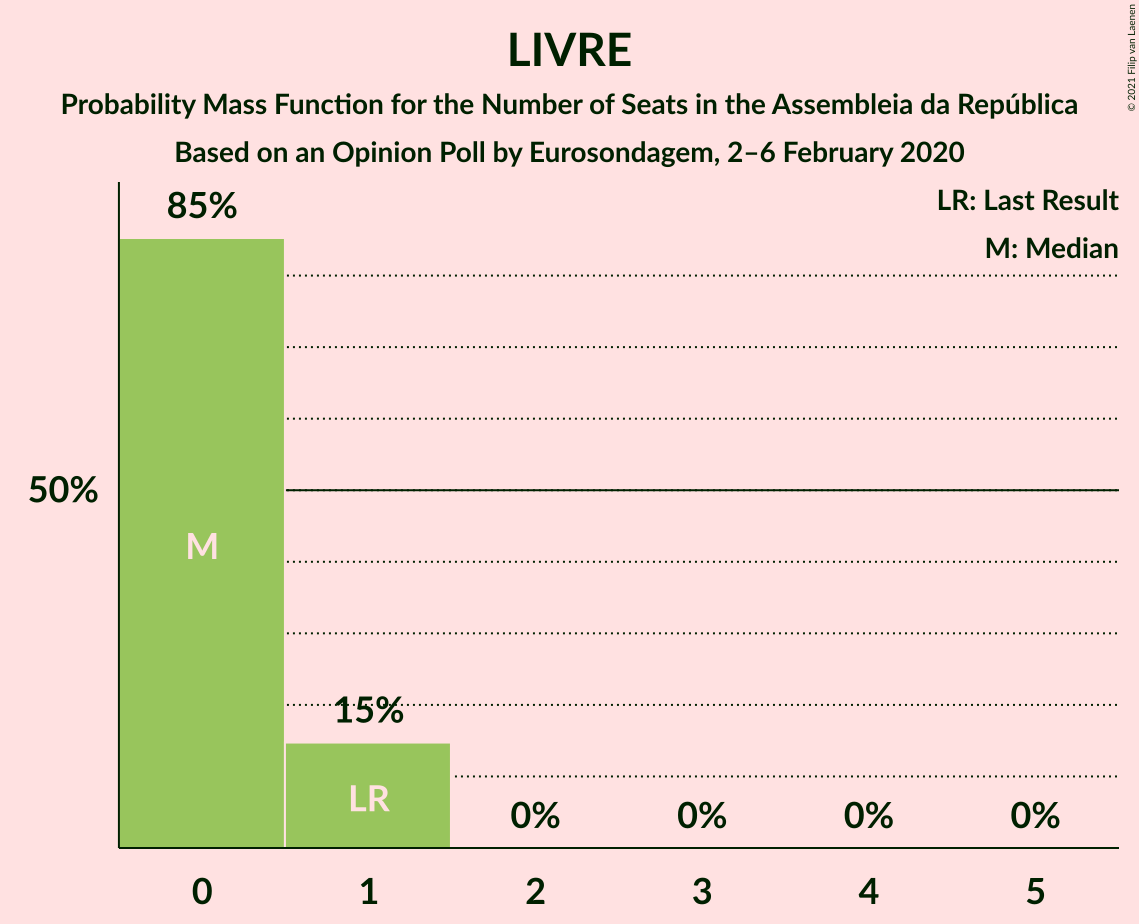 LIVRE
Probability Mass Function for the Number of Seats in the Assembleia da República
Based on an Opinion Poll by Eurosondagem, 2–6 February 2020
© 2021 Filip van Laenen
LR: Last Result
M: Median
85%
50%
M
15%
LR
0% 0% 0% 0%
0 1 2 3 4 5